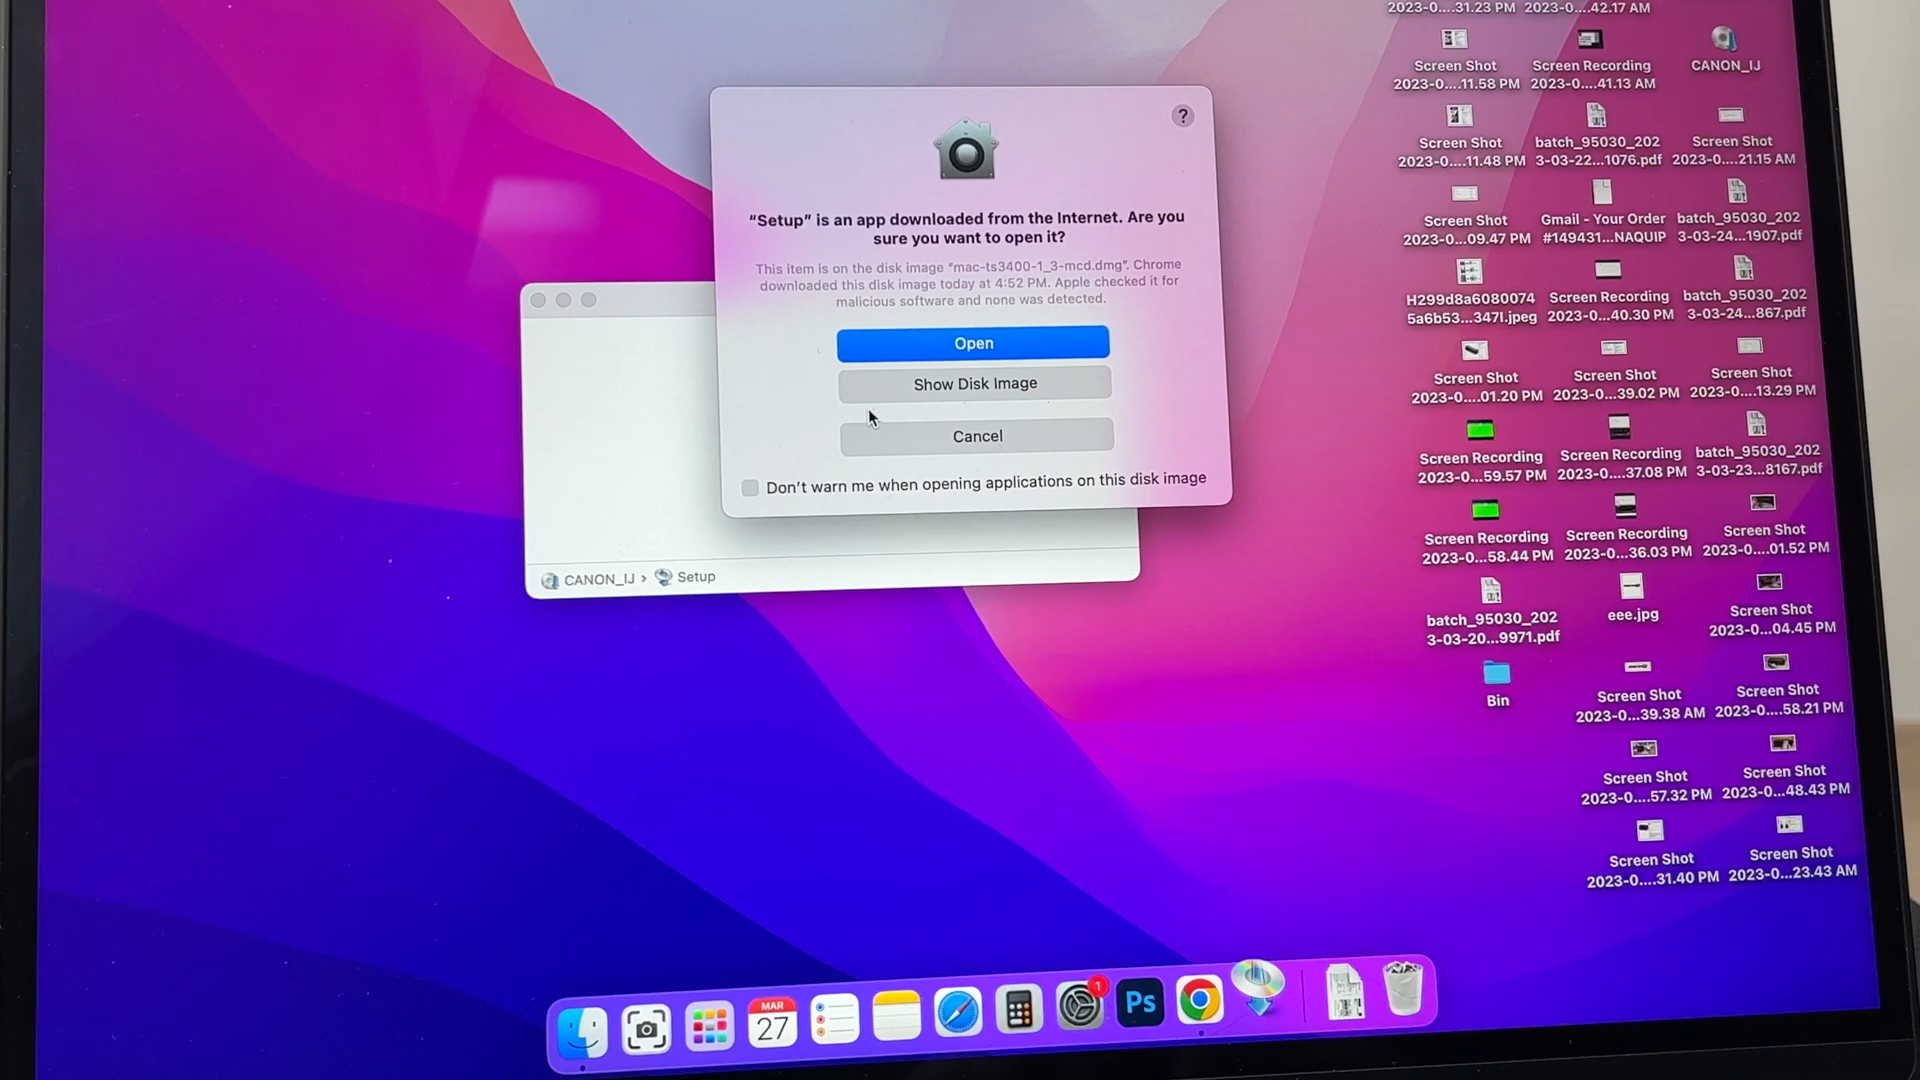 2023-0....31.23 PM
2023-0....42.17 AM
Screen Shot
2023-0....11.58 PM
Screen Recording
2023-0....41.13 AM
CANON_IJ
Screen Shot
2023-0....11.48 PM
batch_95030_202
3-03-22...1076.pdf
Screen Shot
2023-0....21.15 AM
Screen Shot
2023-0...09.47 PM
Gmail - Your Order
#149431...NAQUIP
batch_95030_202
3-03-24...1907.pdf
H299d8a6080074
5a6b53...347l.jpeg
Screen Recording
2023-0...40.30 PM
batch_95030_202
3-03-24...867.pdf
Screen Shot
2023-0....01.20 PM
Screen Shot
2023-0...39.02 PM
Screen Shot
2023-0....13.29 PM
Screen Recording
2023-0...59.57 PM
Screen Recording
2023-0....37.08 PM
batch_95030_202
3-03-23...8167.pdf
Screen Recording
2023-0...58.44 PM
Screen Recording
2023-0...36.03 PM
Screen Shot
2023-0....01.52 PM
batch_95030_202
3-03-20...9971.pdf
eee.jpg
Screen Shot
2023-0...04.45 PM
Bin
Screen Shot
2023-0...39.38 AM
Screen Shot
2023-0....58.21 PM
Screen Shot
2023-0....57.32 PM
Screen Shot
2023-0...48.43 PM
Screen Shot
2023-0....31.40 PM
Screen Shot
2023-0...23.43 AM
?
“Setup” is an app downloaded from the Internet. Are you
sure you want to open it?
This item is on the disk image “mac-ts3400-1_3-mcd.dmg”. Chrome
downloaded this disk image today at 4:52 PM. Apple checked it for
malicious software and none was detected.
Open
Show Disk Image
Cancel
Don’t warn me when opening applications on this disk image
CANON_IJ › Setup
MAR
27
1
Ps